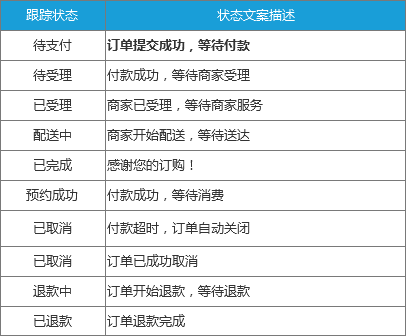 跟踪状态 状态文案描述
待支付 订单提交成功，等待付款
待受理 付款成功，等待商家受理
已受理 商家已受理，等待商家服务
配送中 商家开始配送，等待送达
已完成 感谢您的订购！
预约成功 付款成功，等待消费
已取消 付款超时，订单自动关闭
已取消 订单已成功取消
退款中 订单开始退款，等待退款
已退款 订单退款完成